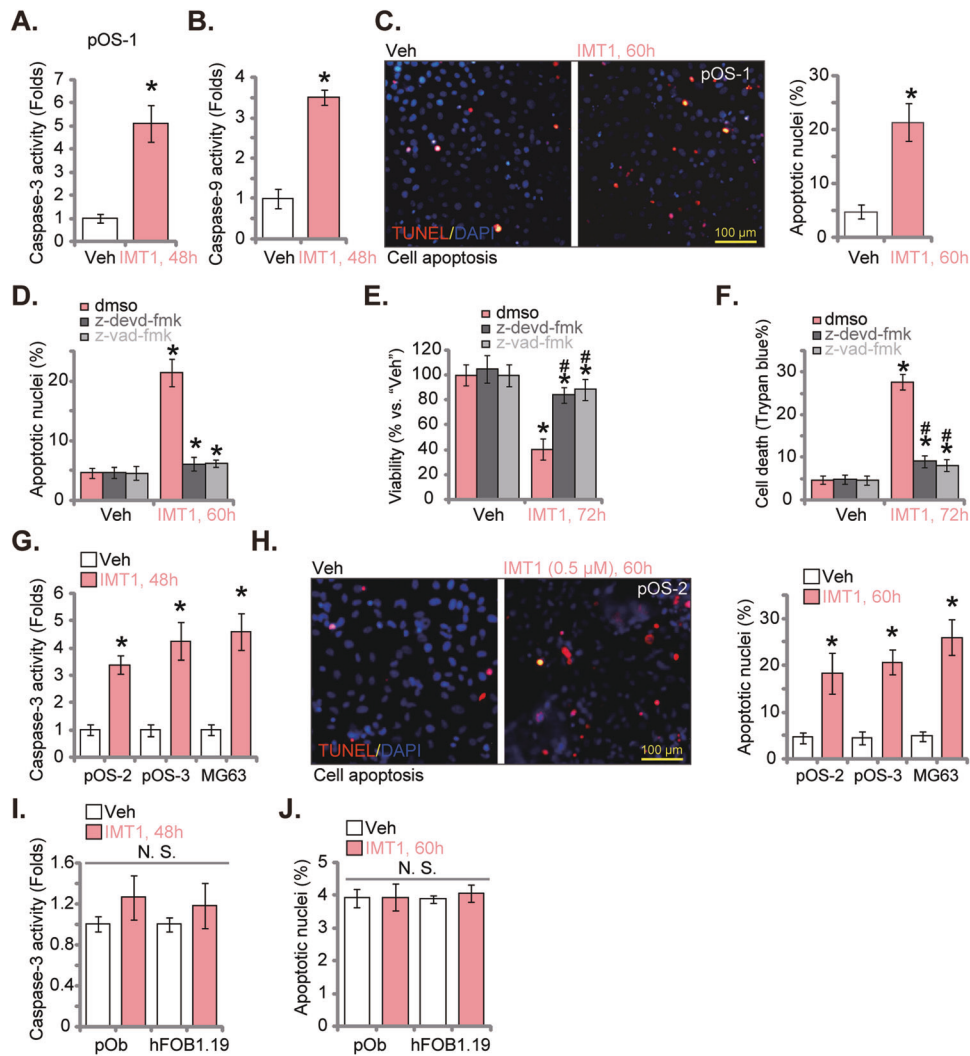 A.
pOS-1
Caspase-3 activity (Folds)
7
6
5
4
3
2
1
0
*
Veh IMT1, 48h
B.
Caspase-9 activity (Folds)
4
3
2
1
0
*
Veh IMT1, 48h
C.
Veh
IMT1, 60h
pOS-1
TUNEL/DAPI
100 µm
Cell apoptosis
Apoptotic nuclei (%)
30
20
10
0
*
Veh IMT1, 60h
D.
dmso
z-devd-fmk
z-vad-fmk
Apoptotic nuclei (%)
20
10
0
*
* *
Veh IMT1, 60h
E.
dmso
z-devd-fmk
z-vad-fmk
Viability (% vs. “Veh”)
120
100
80
60
40
20
0
# #
* *
*
Veh IMT1, 72h
F.
dmso
z-devd-fmk
z-vad-fmk
Cell death (Trypan blue%)
30
20
10
0
*
# #
* *
Veh IMT1, 72h
G.
Veh
IMT1, 48h
Caspase-3 activity (Folds)
6
5
4
3
2
1
0
* * *
pOS-2 pOS-3 MG63
H.
Veh
IMT1 (0.5 µM), 60h
pOS-2
TUNEL/DAPI
100 µm
Cell apoptosis
Veh
IMT1, 60h
Apoptotic nuclei (%)
30
20
10
0
* * *
pOS-2 pOS-3 MG63
I.
Veh
IMT1, 48h
N. S.
Caspase-3 activity (Folds)
1.6
1.2
0.8
0.4
0
pOb hFOB1.19
J.
Veh
IMT1, 60h
N. S.
Apoptotic nuclei (%)
5
4
3
2
1
0
pOb hFOB1.19